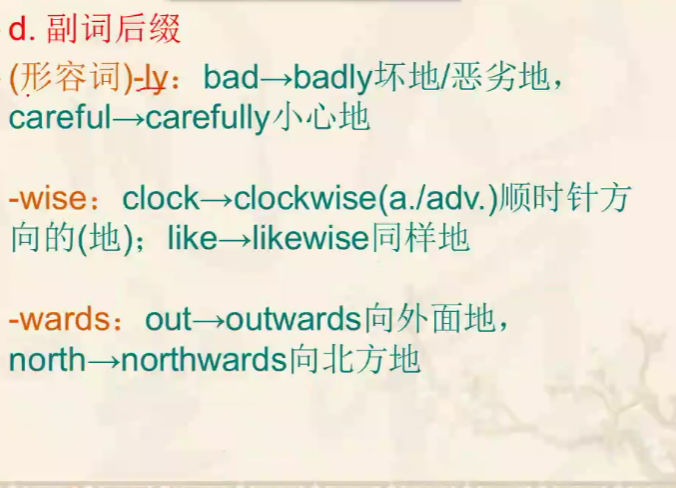 d. 副词后缀
(形容词)-ly：bad→badly坏地/恶劣地，
careful→carefully小心地
-wise：clock→clockwise(a./adv.)顺时针方
向的(地)；like→likewise同样地
-wards：out→outwards向外面地，
north→northwards向北方地